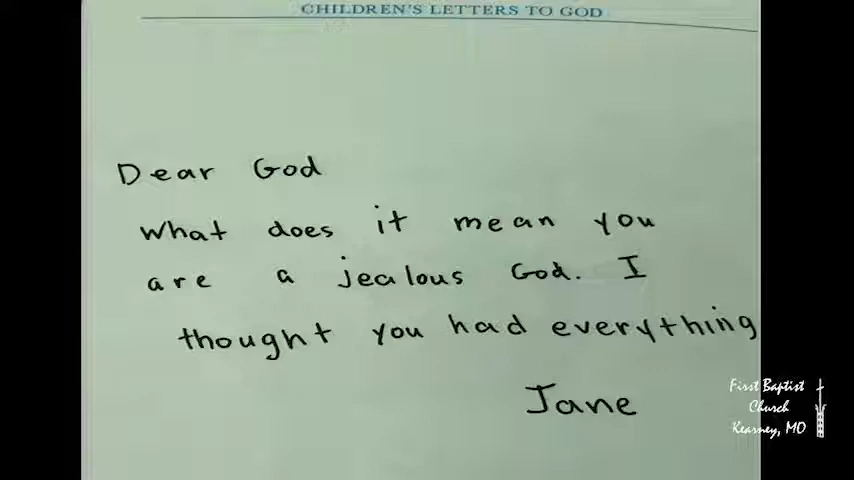 CHILDREN'S LETTERS TO GOD
Dear God
What does it mean you
are a jealous God. I
thought you had everything
Jane
First Baptist
Church
Kearney, MO